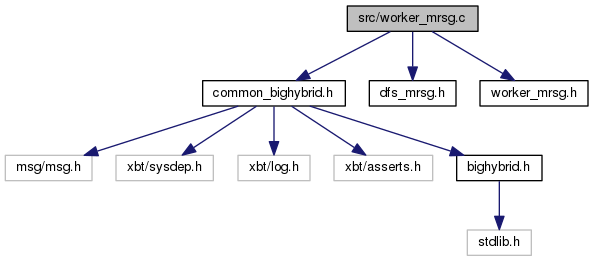 src/worker_mrsg.c
common_bighybrid.h
dfs_mrsg.h
worker_mrsg.h
msg/msg.h
xbt/sysdep.h
xbt/log.h
xbt/asserts.h
bighybrid.h
stdlib.h